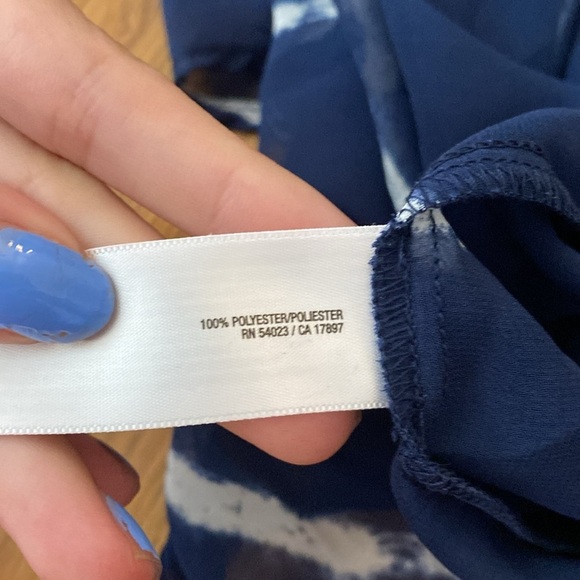 100% POLYESTER/POLIESTER
RN 54023 / CA 17897